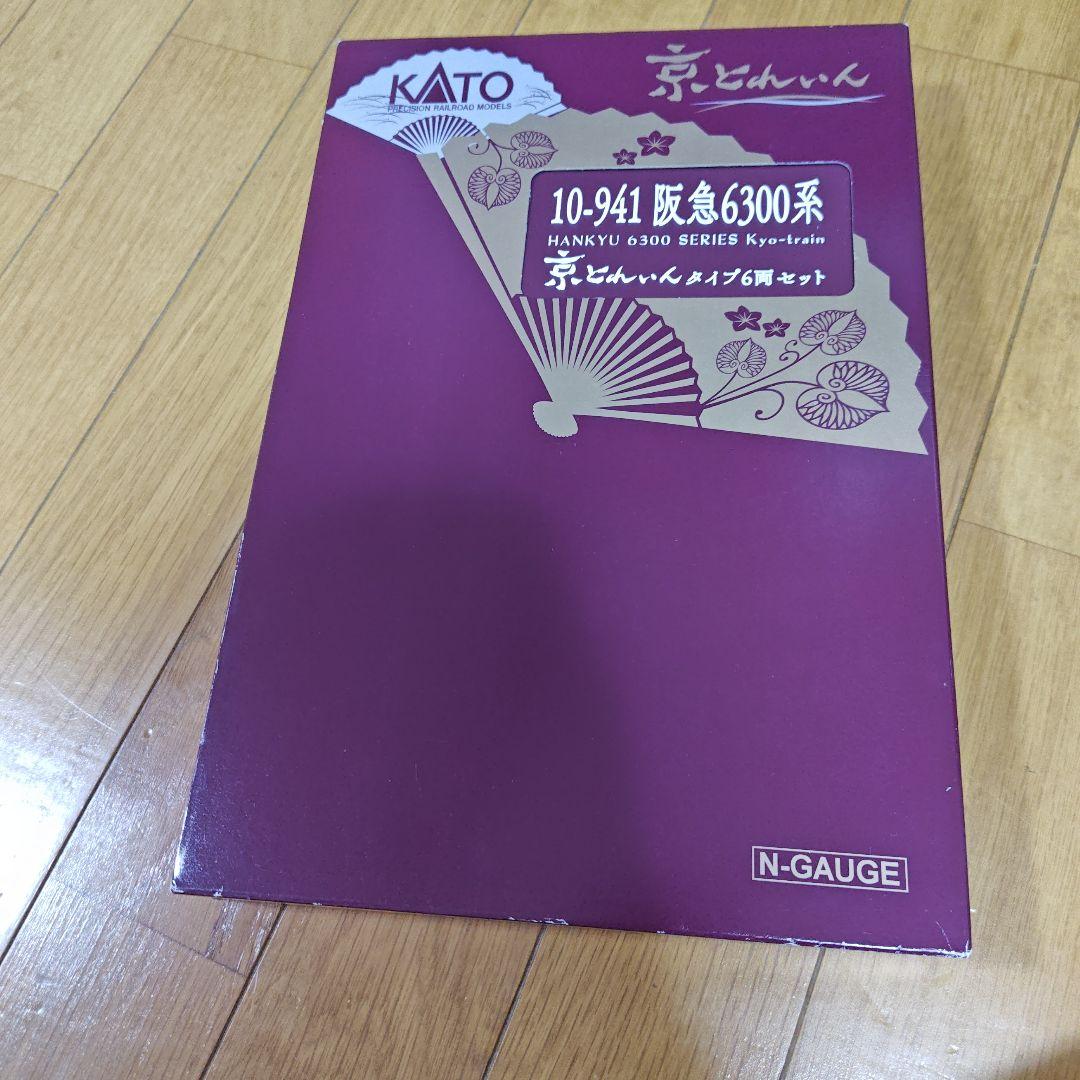 KATO
PRECISION RAILROAD MODELS
京とれいん
10-941 阪急6300系
HANKYU 6300 SERIES Kyo-train
京とれいんタイプ6両セット
N-GAUGE